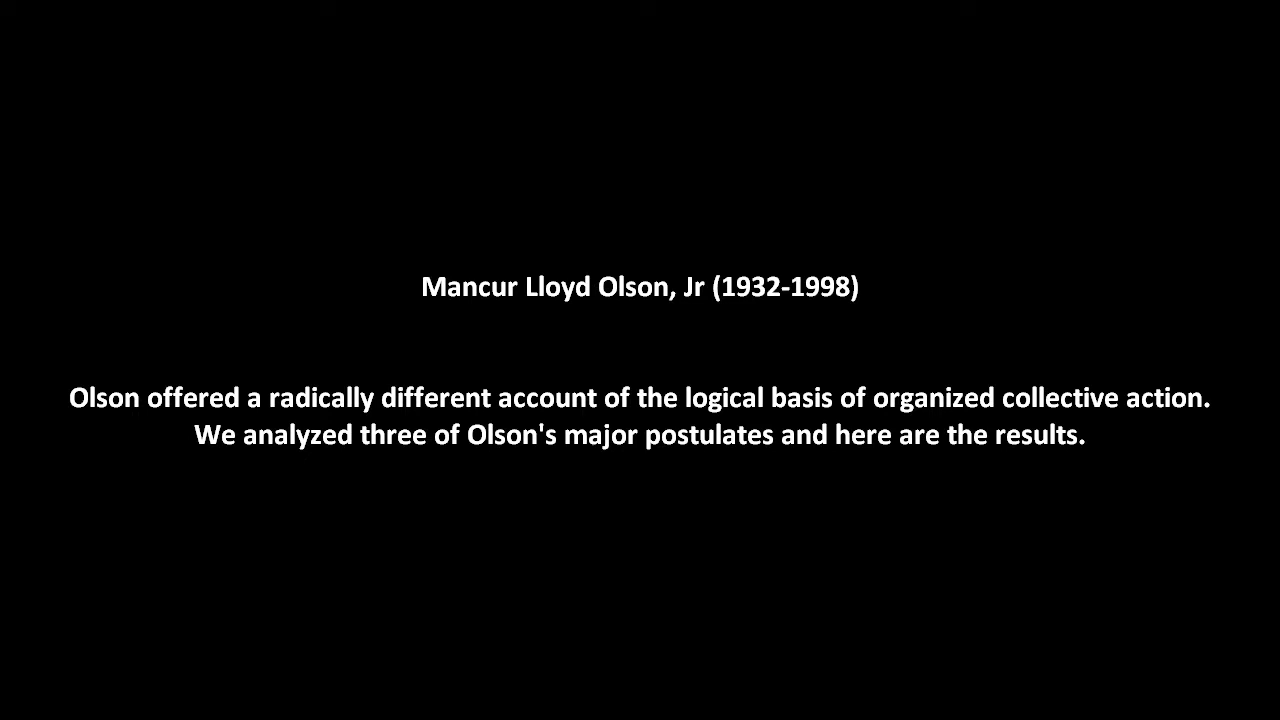 Mancur Lloyd Olson, Jr (1932-1998)
Olson offered a radically different account of the logical basis of organized collective action.
We analyzed three of Olson's major postulates and here are the results.